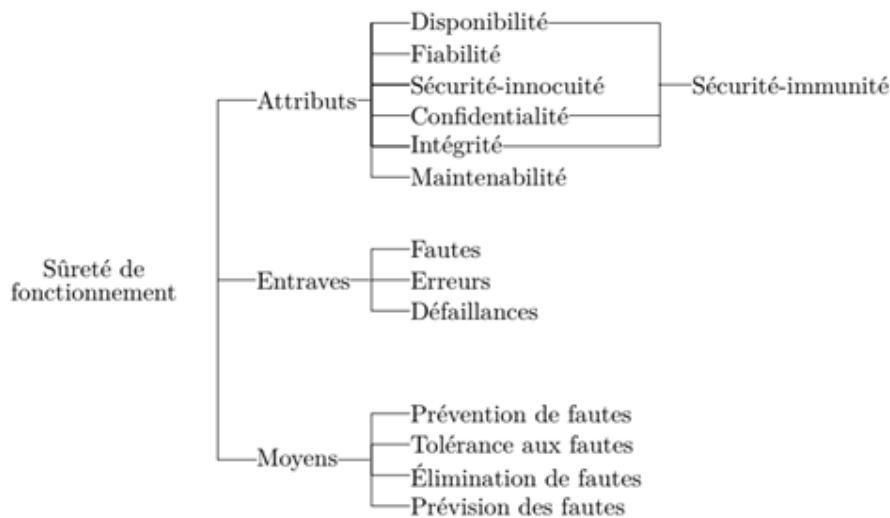 Disponibilité
Fiabilité
Sécurité-innocuité
Sécurité-immunité
Attributs
Confidentialité
Intégrité
Maintenabilité
Sûreté de
fonctionnement
Entraves
Fautes
Erreurs
Défaillances
Moyens
Prévention de fautes
Tolérance aux fautes
Élimination de fautes
Prévision des fautes